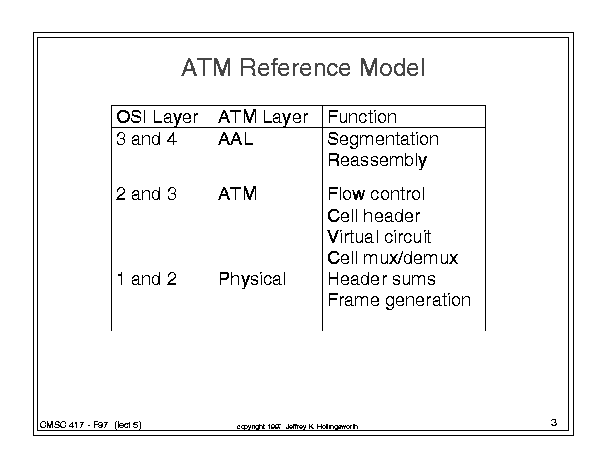 ATM Reference Model
OSI Layer ATM Layer Function
3 and 4 AAL Segmentation
Reassembly
2 and 3 ATM Flow control
Cell header
Virtual circuit
Cell mux/demux
1 and 2 Physical Header sums
Frame generation
CMSC 417 - F97 (lect 5)
copyright 1997 Jeffrey K. Hollingsworth
3